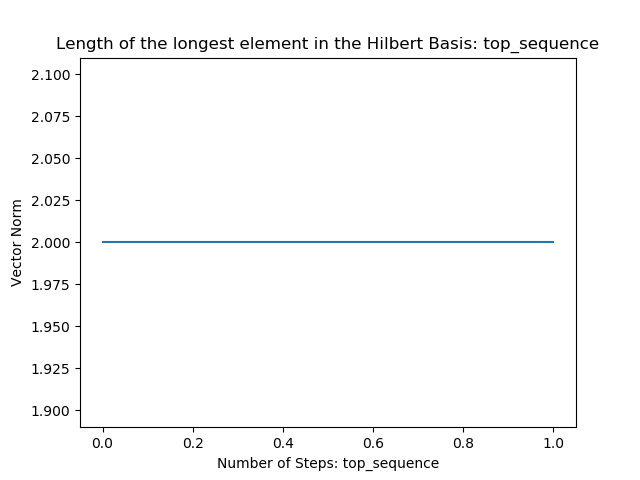 Length of the longest element in the Hilbert Basis: top_sequence
2.100
2.075
2.050
2.025
2.000
1.975
1.950
1.925
1.900
Vector Norm
0.0 0.2 0.4 0.6 0.8 1.0
Number of Steps: top_sequence